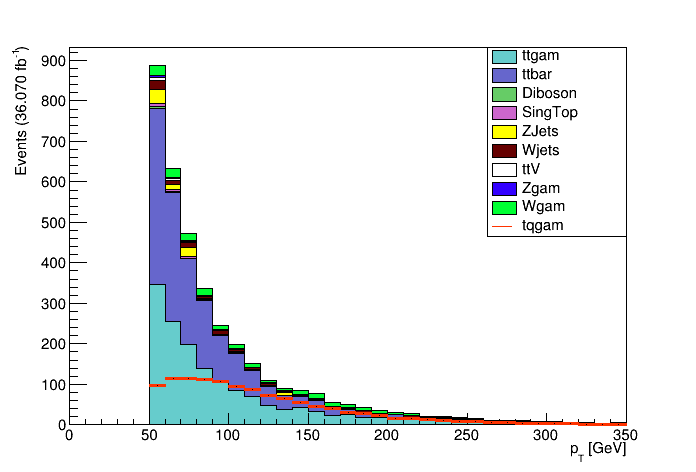 Events (36.070 fb⁻¹)
900
800
700
600
500
400
300
200
100
0
0 50 100 150 200 250 300 350
p_T [GeV]
ttgam
ttbar
Diboson
SingTop
ZJets
Wjets
ttV
Zgam
Wgam
tqgam